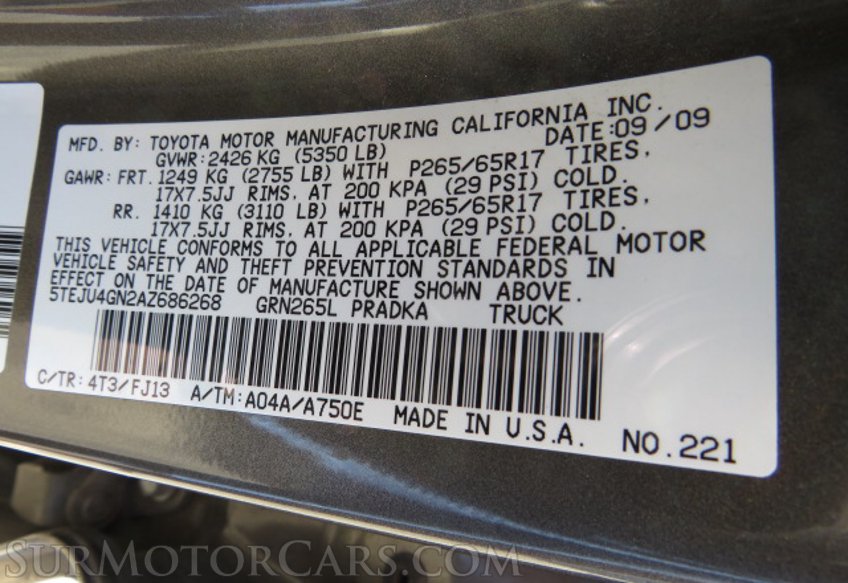 MFD. BY: TOYOTA MOTOR MANUFACTURING CALIFORNIA INC.
GVWR:2426 KG (5350 LB) DATE:09/09
GAWR: FRT. 1249 KG (2755 LB) WITH P265/65R17 TIRES,
17X7.5JJ RIMS, AT 200 KPA (29 PSI) COLD.
RR. 1410 KG (3110 LB) WITH P265/65R17 TIRES,
17X7.5JJ RIMS, AT 200 KPA (29 PSI) COLD.
THIS VEHICLE CONFORMS TO ALL APPLICABLE FEDERAL MOTOR
VEHICLE SAFETY AND THEFT PREVENTION STANDARDS IN
EFFECT ON THE DATE OF MANUFACTURE SHOWN ABOVE.
5TEJU4GN2AZ686268 GRN265L PRADKA TRUCK
C/TR:4T3/FJ13 A/TM:A04A/A750E MADE IN U.S.A. NO.221
SURMOTORCARS.COM